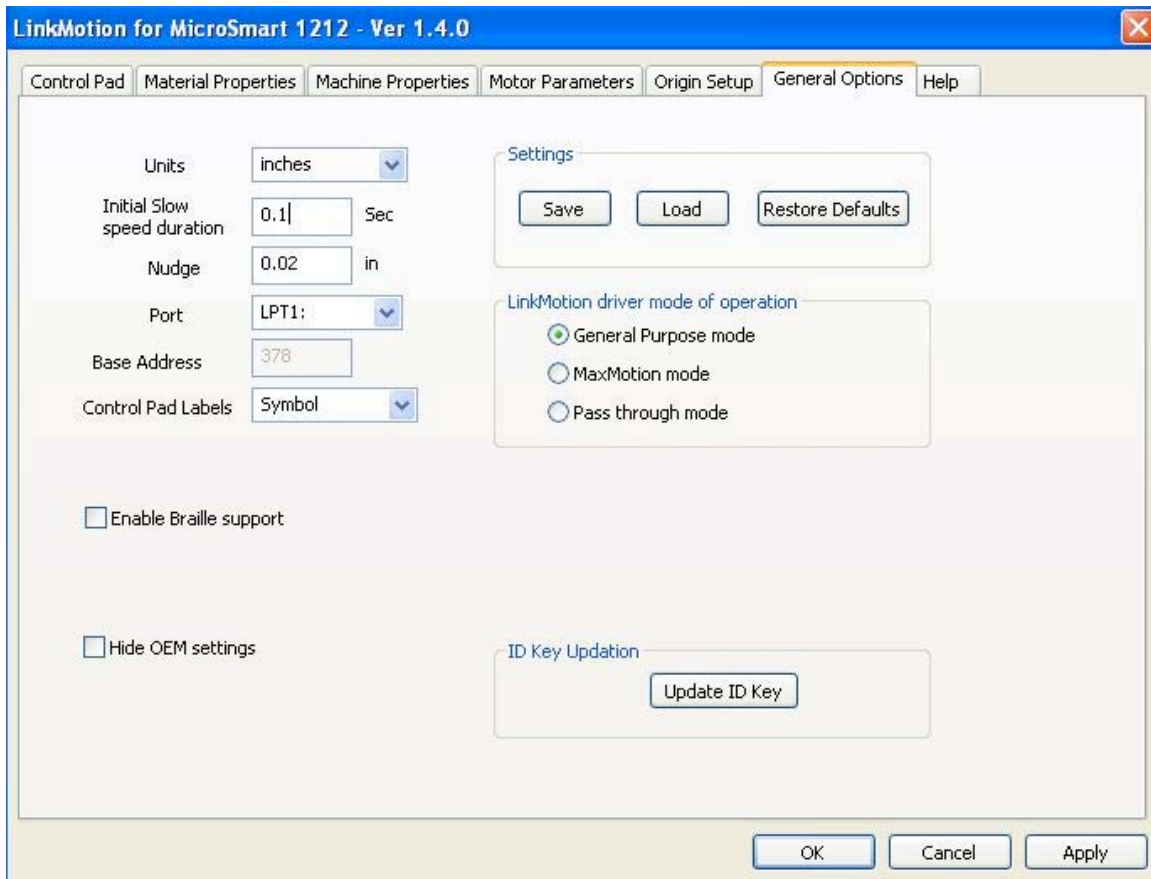 LinkMotion for MicroSmart 1212 - Ver 1.4.0
Control Pad Material Properties Machine Properties Motor Parameters Origin Setup General Options Help
Units inches
Initial Slow
speed duration 0.1 Sec
Nudge 0.02 in
Port LPT1:
Base Address 378
Control Pad Labels Symbol
Enable Braille support
Hide OEM settings
Settings
Save Load Restore Defaults
LinkMotion driver mode of operation
General Purpose mode
MaxMotion mode
Pass through mode
ID Key Updation
Update ID Key
OK Cancel Apply